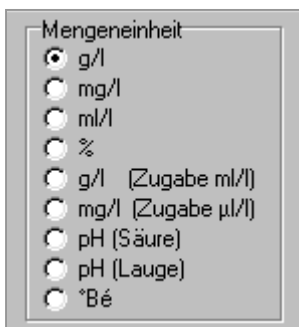 Mengeneinheit
g/l
mg/l
ml/l
%
g/l (Zugabe ml/l)
mg/l (Zugabe µl/l)
pH (Säure)
pH (Lauge)
°Bé